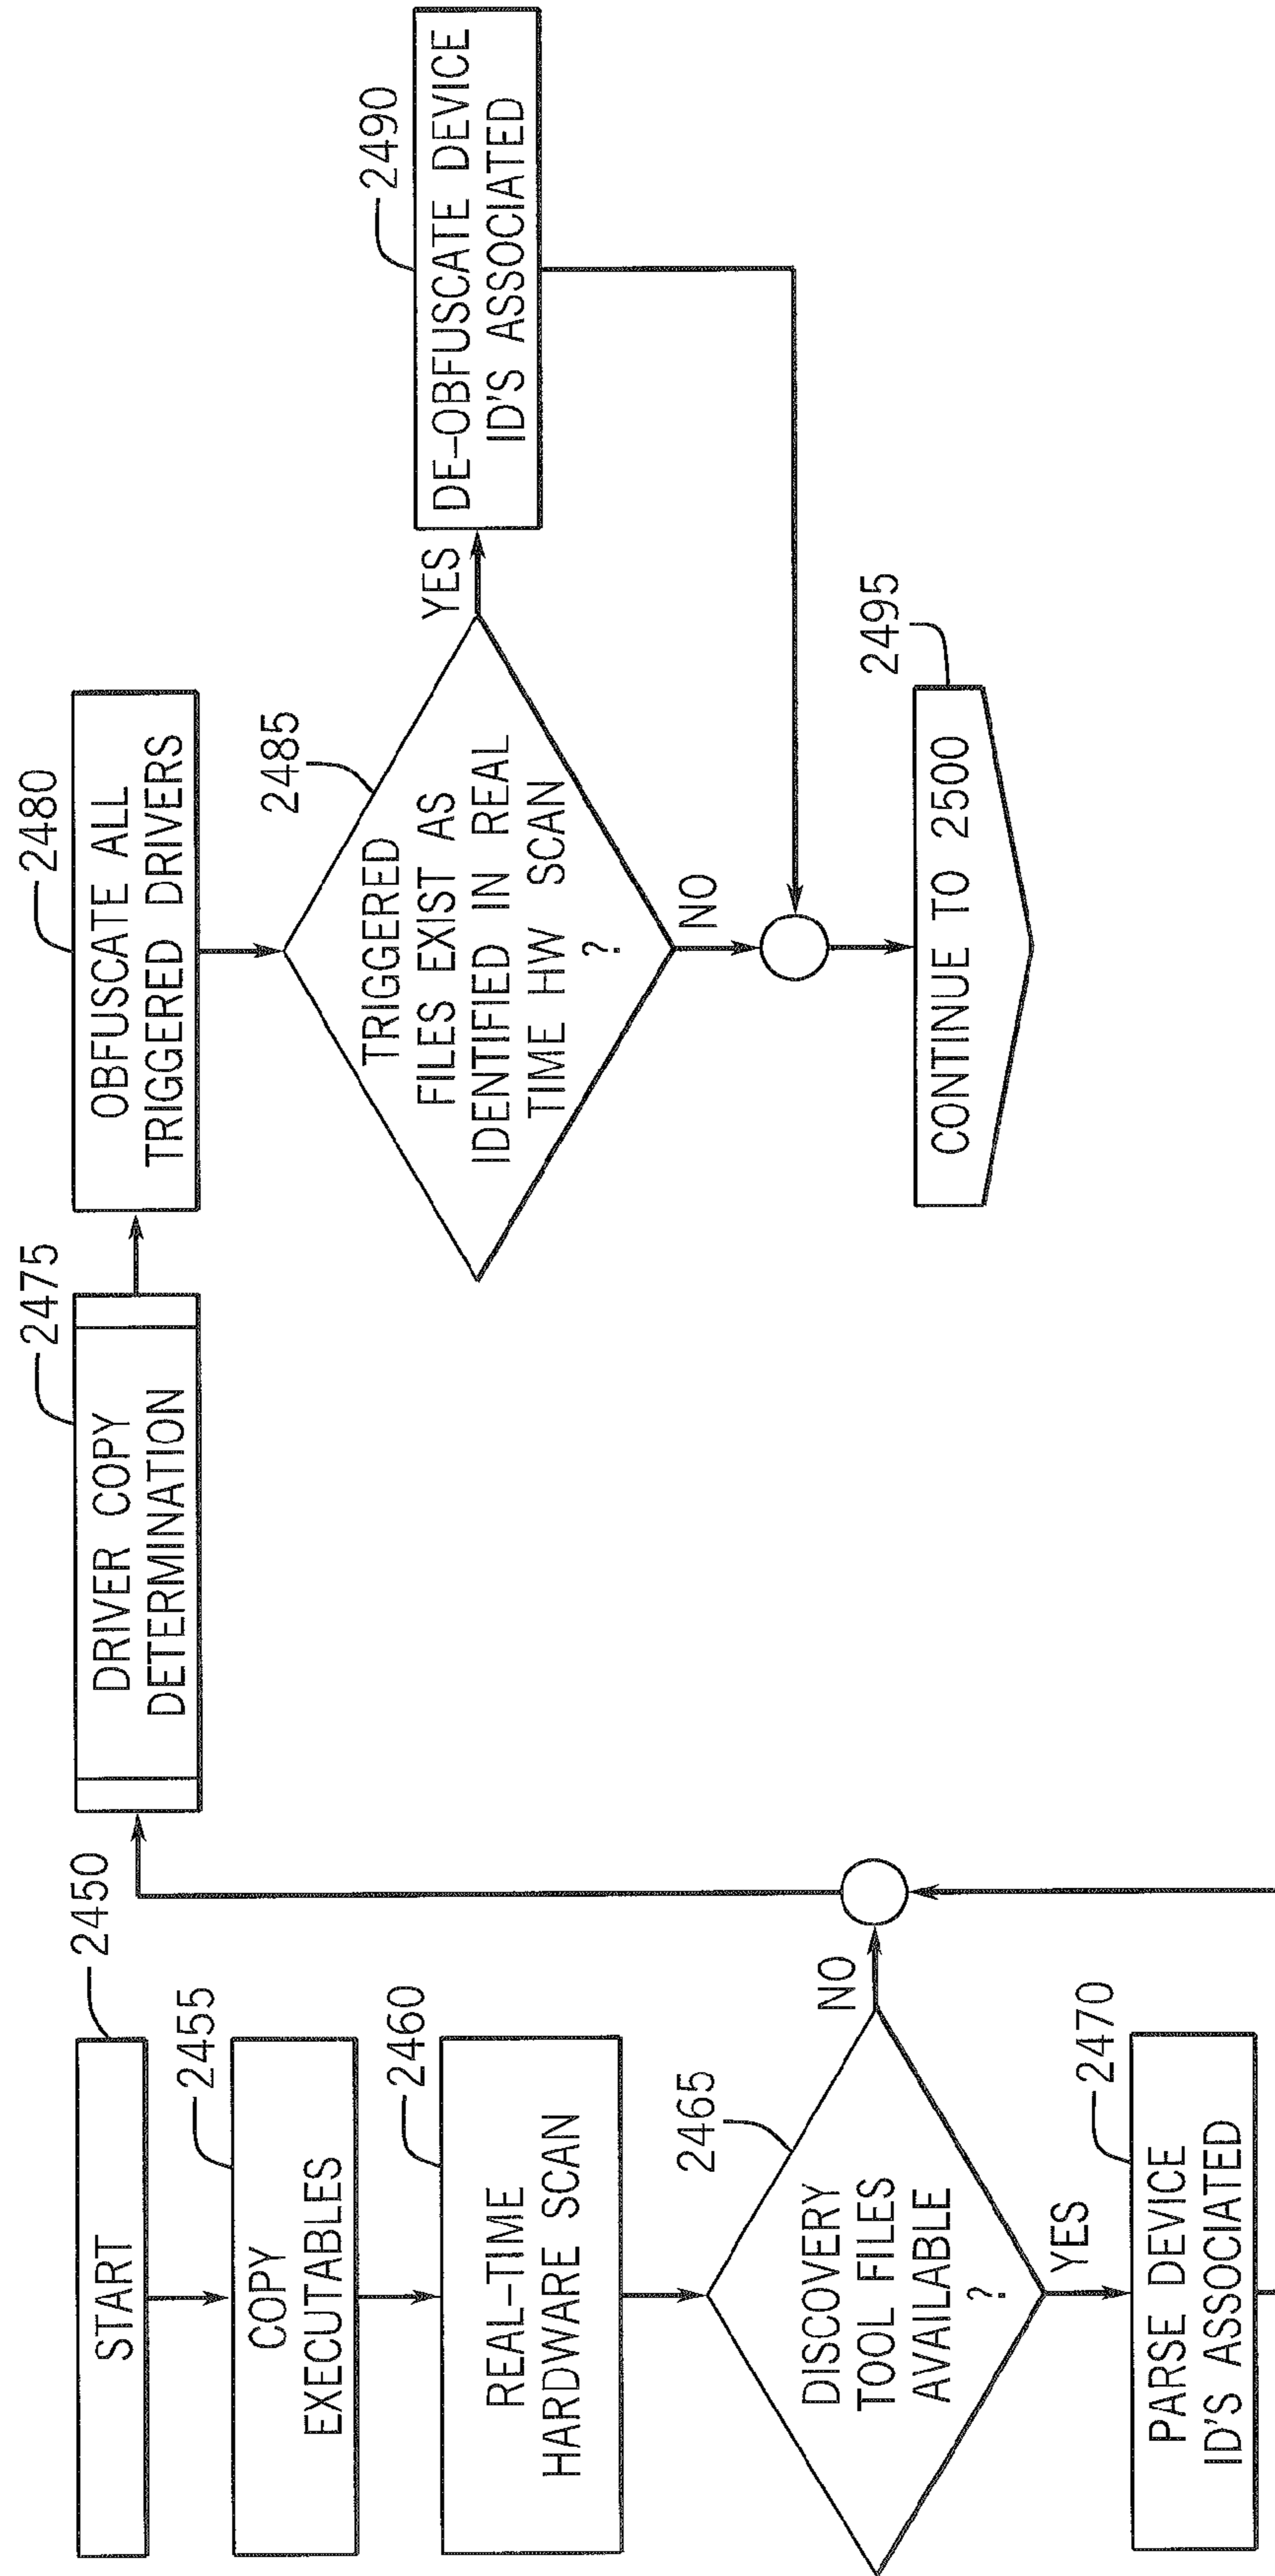 2450
START
2455
COPY
EXECUTABLES
2460
REAL-TIME
HARDWARE SCAN
2465
DISCOVERY
TOOL FILES
AVAILABLE
?
NO
YES
2470
PARSE DEVICE
ID'S ASSOCIATED
2475
DRIVER COPY
DETERMINATION
2480
OBFUSCATE ALL
TRIGGERED DRIVERS
2485
TRIGGERED
FILES EXIST AS
IDENTIFIED IN REAL
TIME HW SCAN
?
YES
NO
2490
DE-OBFUSCATE DEVICE
ID'S ASSOCIATED
2495
CONTINUE TO 2500